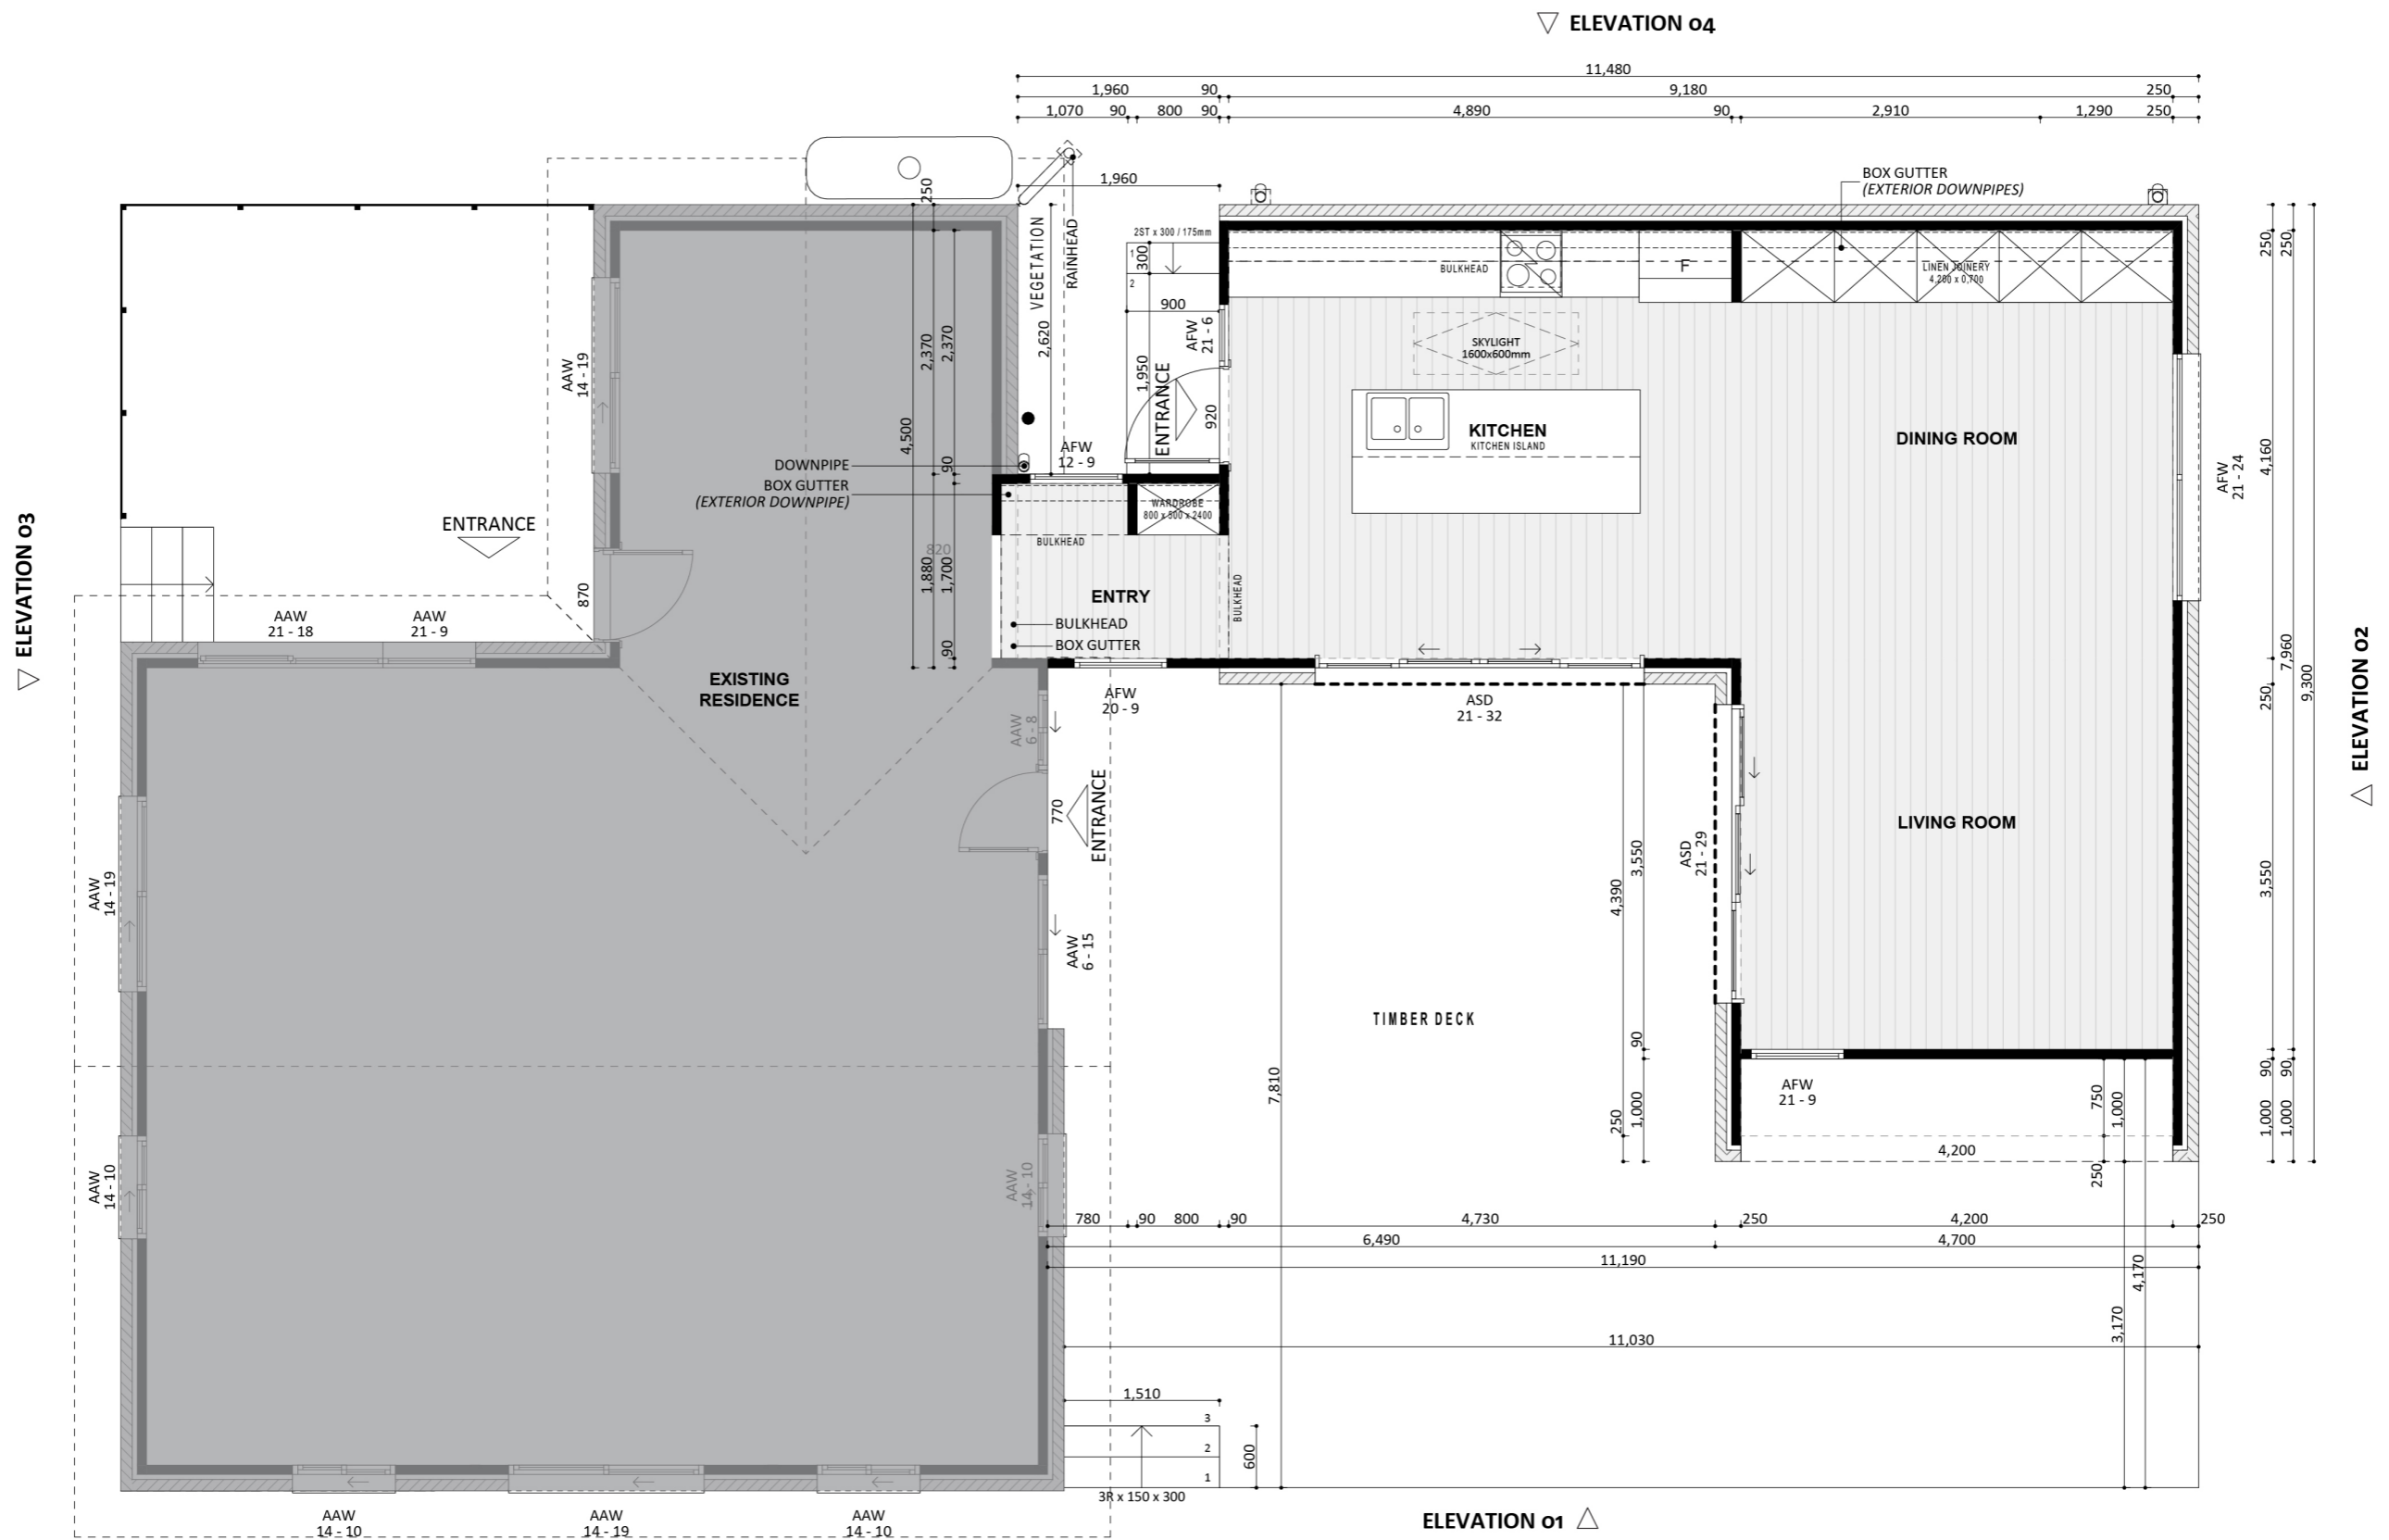 ELEVATION 04
11,480
1,960 90 9,180 250
1,070 90 800 90 4,890 90 2,910 1,290 250
1,960
250
BOX GUTTER
(EXTERIOR DOWNPIPES)
VEGETATION
RAINHEAD
2ST x 300 / 175mm
1
2
300
900
2,620
1,950
ENTRANCE
920
AFW
21 - 6
BULKHEAD
F
LINEN JOINERY
4,200 x 0,700
SKYLIGHT
1600x600mm
KITCHEN
KITCHEN ISLAND
DINING ROOM
AFW
21 - 24
250
250
4,160
7,960
9,300
250
3,550
90
90
1,000
1,000
ELEVATION 02
ELEVATION 03
AAW
14 - 19
4,500
2,370
2,370
90
1,880
1,700
90
820
AFW
12 - 9
DOWNPIPE
BOX GUTTER
(EXTERIOR DOWNPIPE)
WARDROBE
800 x 500 x 2400
BULKHEAD
BULKHEAD
ENTRY
BULKHEAD
BOX GUTTER
ENTRANCE
870
AAW
21 - 18
AAW
21 - 9
EXISTING
RESIDENCE
AFW
20 - 9
ASD
21 - 32
AAW
6 - 8
770
ENTRANCE
AAW
6 - 15
ASD
21 - 29
4,390
3,550
90
250
1,000
LIVING ROOM
TIMBER DECK
7,810
AAW
14 - 19
AAW
14 - 10
AAW
14 - 10
AFW
21 - 9
750
1,000
4,200
250
780 90 800 90 4,730 250 4,200 250
6,490 4,700
11,190
4,170
3,170
11,030
1,510
3
2
1
600
3R x 150 x 300
AAW
14 - 10
AAW
14 - 19
AAW
14 - 10
ELEVATION 01